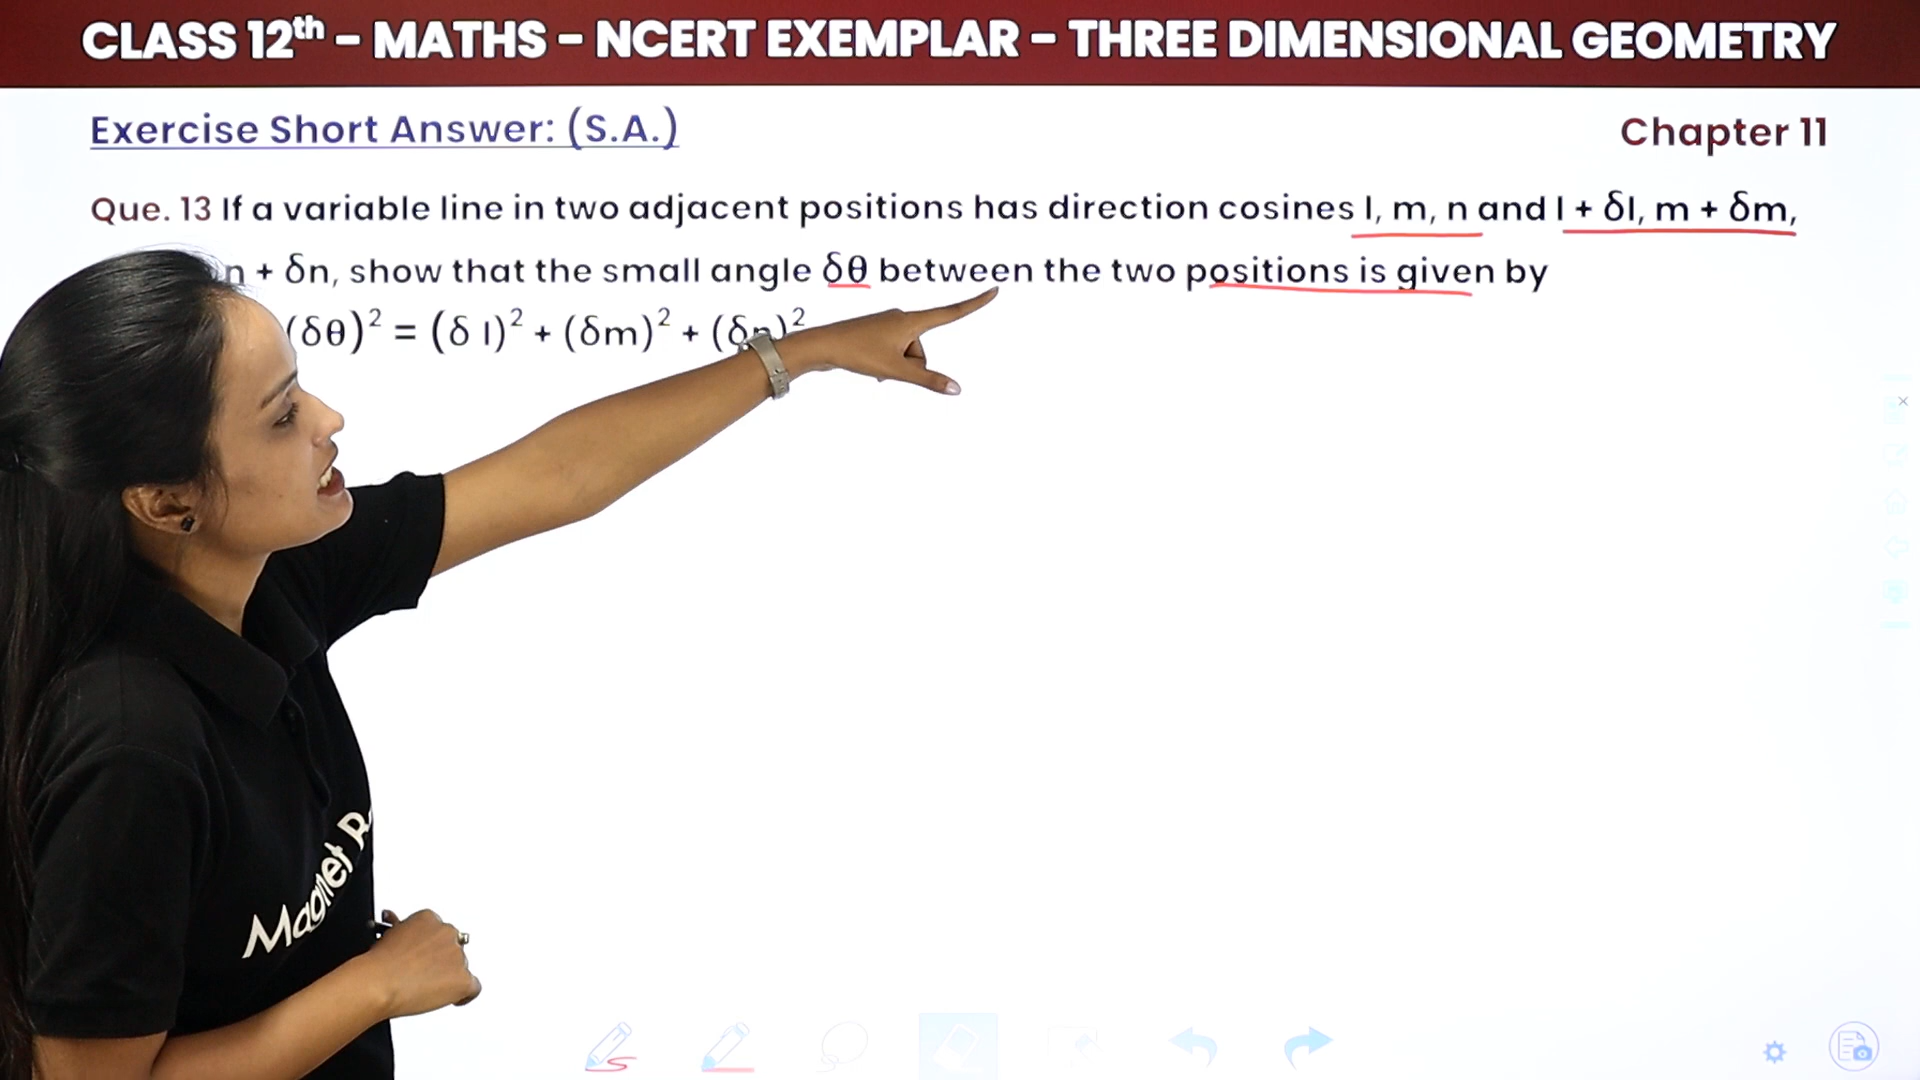 CLASS 12th – MATHS – NCERT EXEMPLAR – THREE DIMENSIONAL GEOMETRY
Exercise Short Answer: (S.A.)
Chapter 11
Que. 13 If a variable line in two adjacent positions has direction cosines l, m, n and l + δl, m + δm,
n + δn, show that the small angle δθ between the two positions is given by
(δθ)² = (δ l)² + (δm)² + (δn)²
Magnet